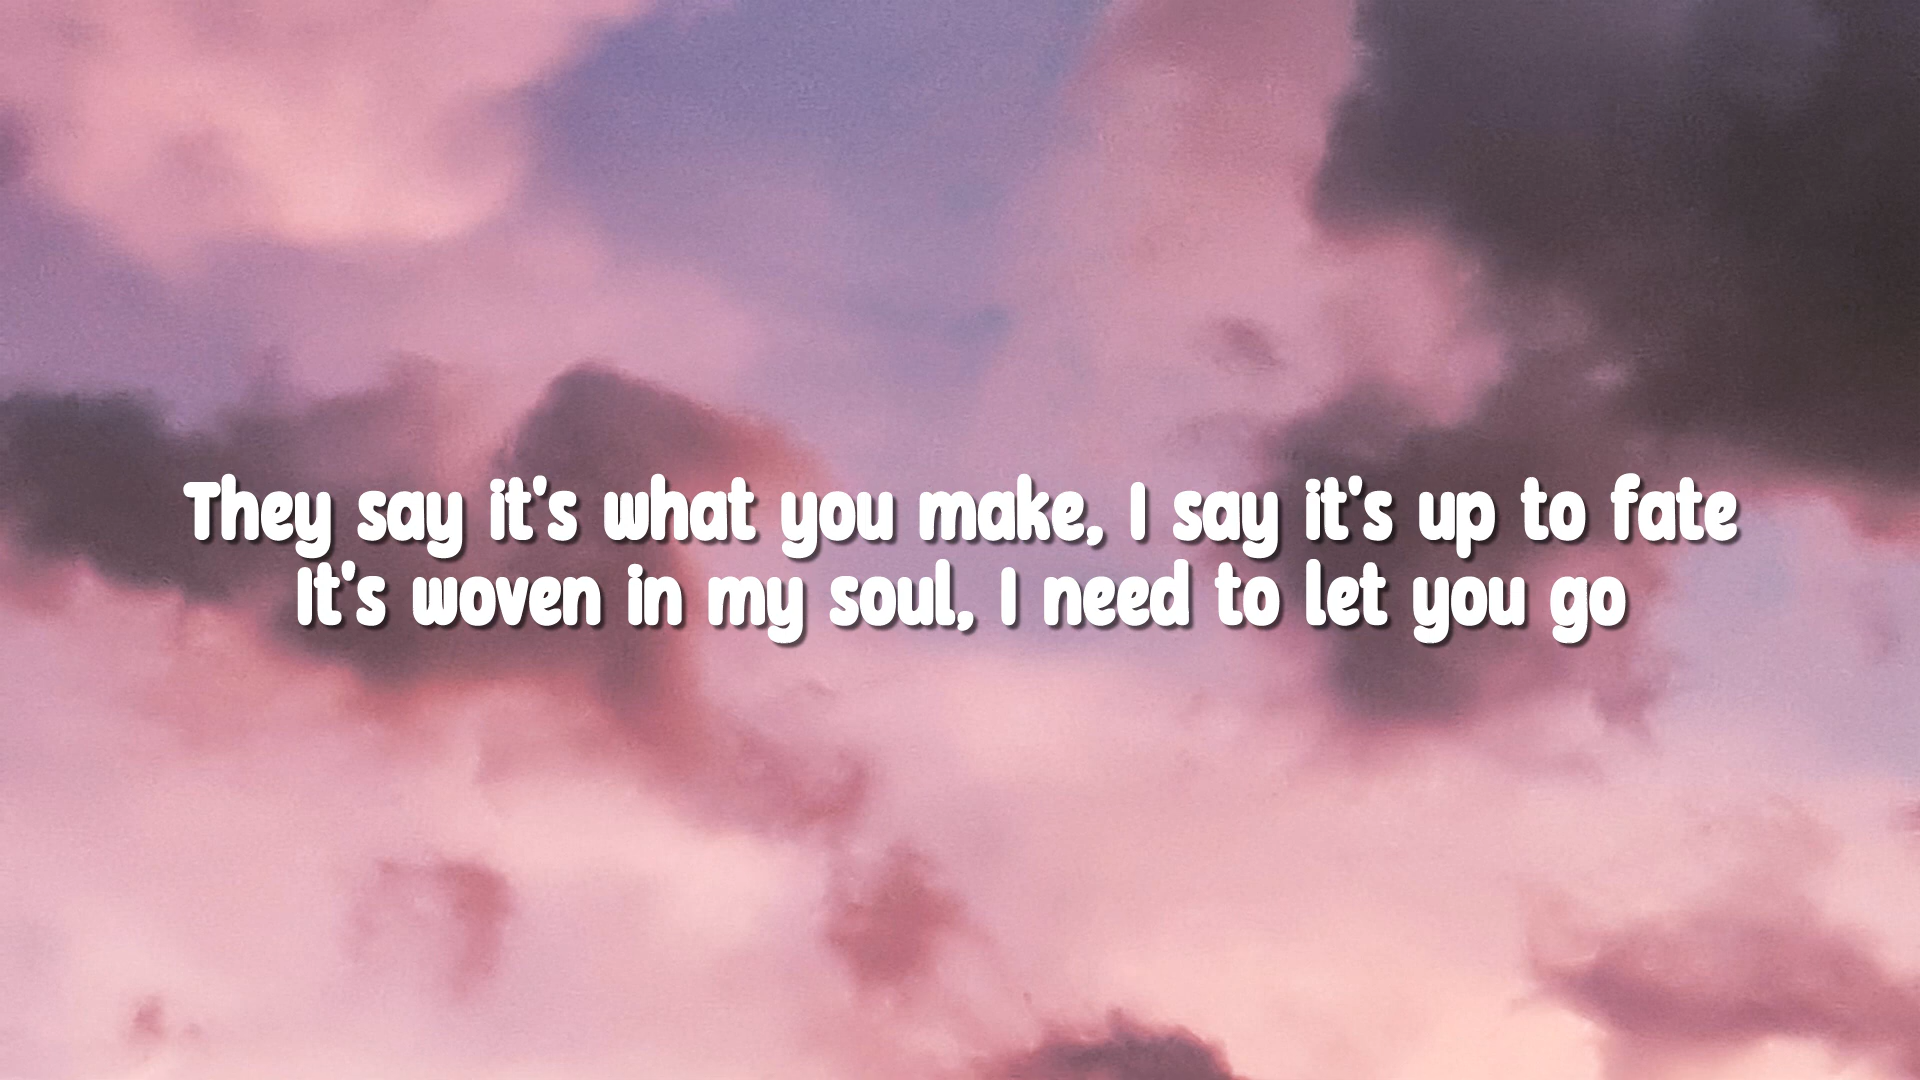 They say it's what you make, I say it's up to fate
It's woven in my soul, I need to let you go